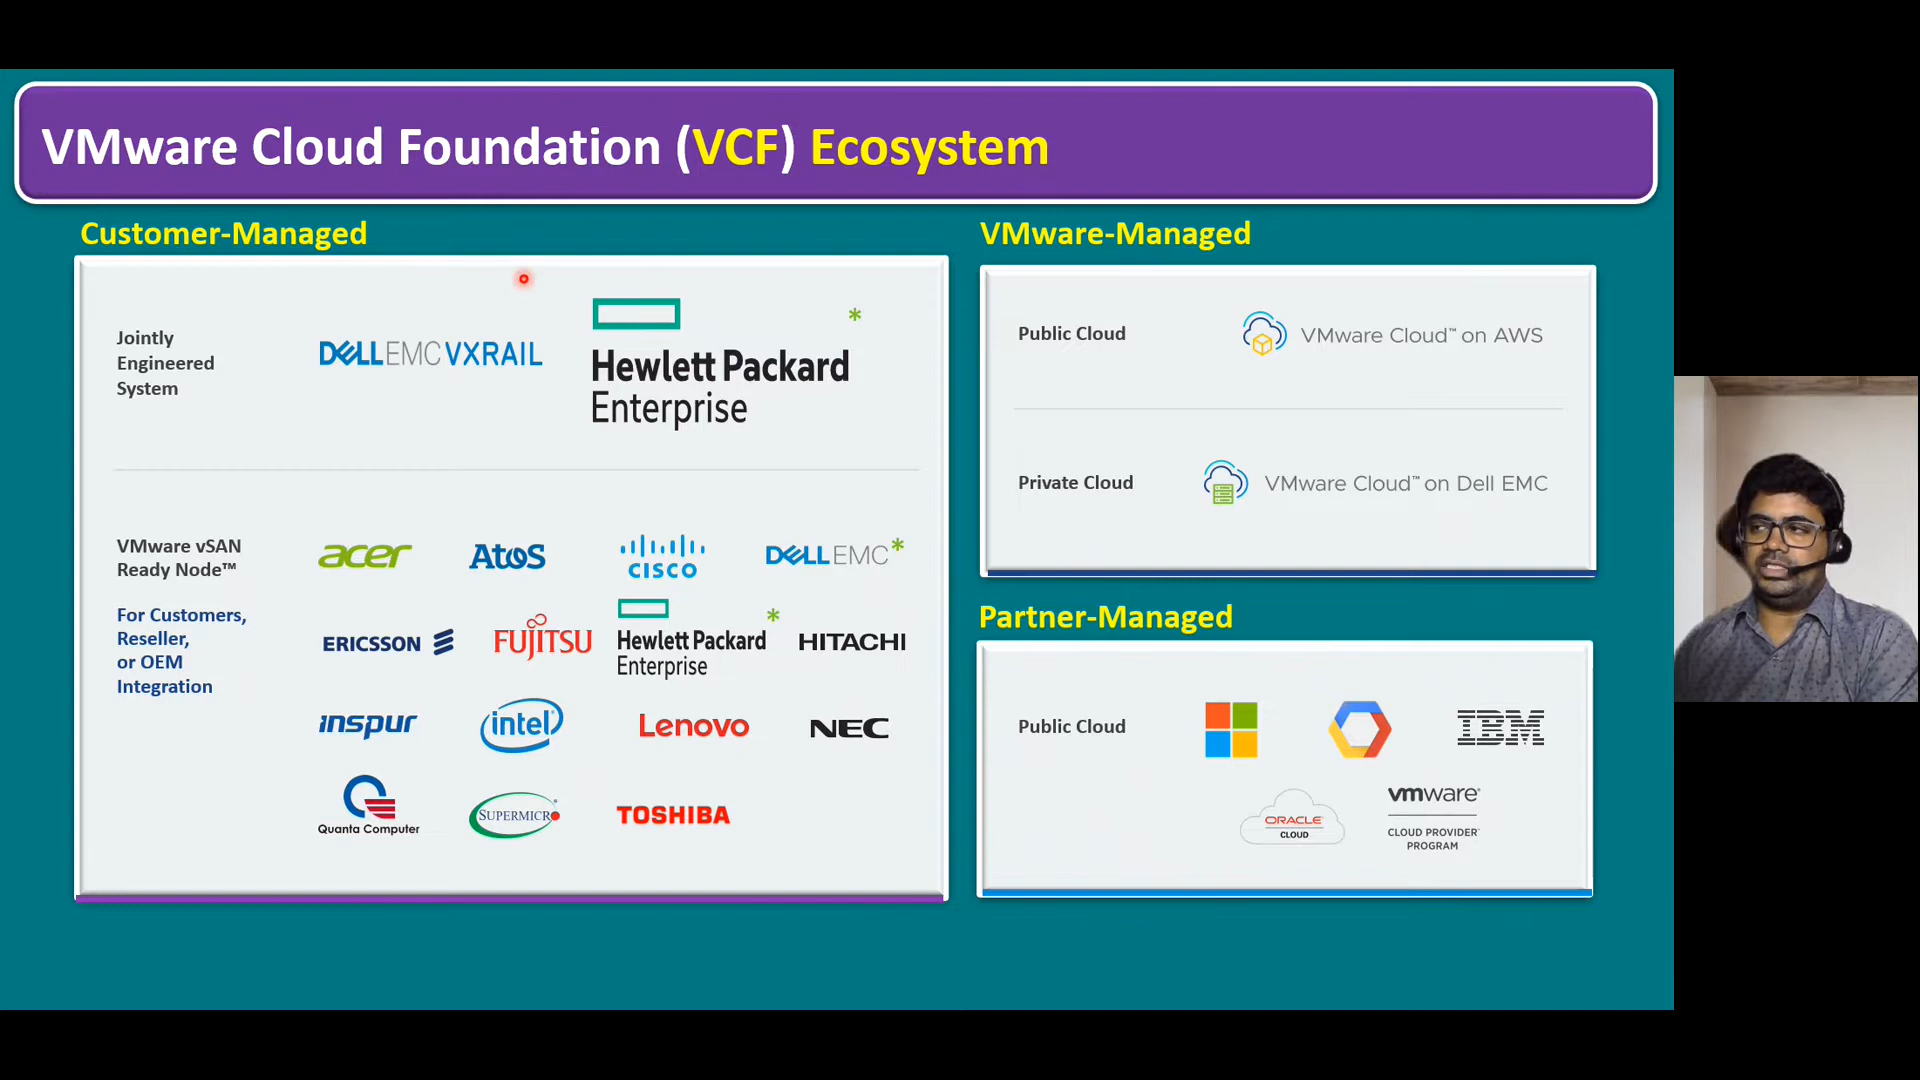 VMware Cloud Foundation (VCF) Ecosystem
Customer-Managed
Jointly
Engineered
System
DELLEMC VXRAIL
Hewlett Packard
Enterprise
*
VMware vSAN
Ready Node™
For Customers,
Reseller,
or OEM
Integration
acer
Atos
CISCO
DELLEMC*
ERICSSON
FUJITSU
Hewlett Packard
Enterprise
*
HITACHI
inspur
intel
Lenovo
NEC
Quanta Computer
SUPERMICRO
TOSHIBA
VMware-Managed
Public Cloud
VMware Cloud™ on AWS
Private Cloud
VMware Cloud™ on Dell EMC
Partner-Managed
Public Cloud
IBM
ORACLE
CLOUD
vmware
CLOUD PROVIDER
PROGRAM